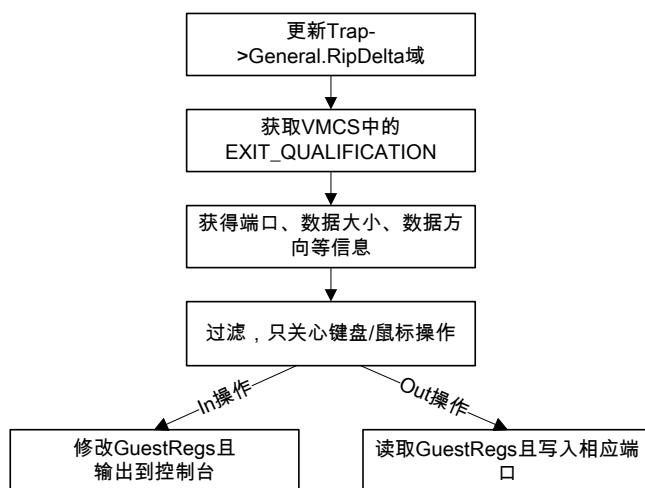 更新Trap-
>General.RipDelta域
获取VMCS中的
EXIT_QUALIFICATION
获得端口、数据大小、数据方
向等信息
过滤，只关心键盘/鼠标操作
In操作
Out操作
修改GuestRegs且
输出到控制台
读取GuestRegs且写入相应端
口